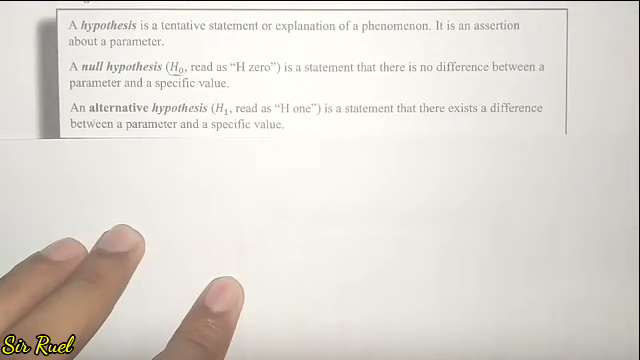 A hypothesis is a tentative statement or explanation of a phenomenon. It is an assertion
about a parameter.
A null hypothesis (H₀, read as “H zero”) is a statement that there is no difference between a
parameter and a specific value.
An alternative hypothesis (H₁, read as “H one”) is a statement that there exists a difference
between a parameter and a specific value.
Sir Ruel